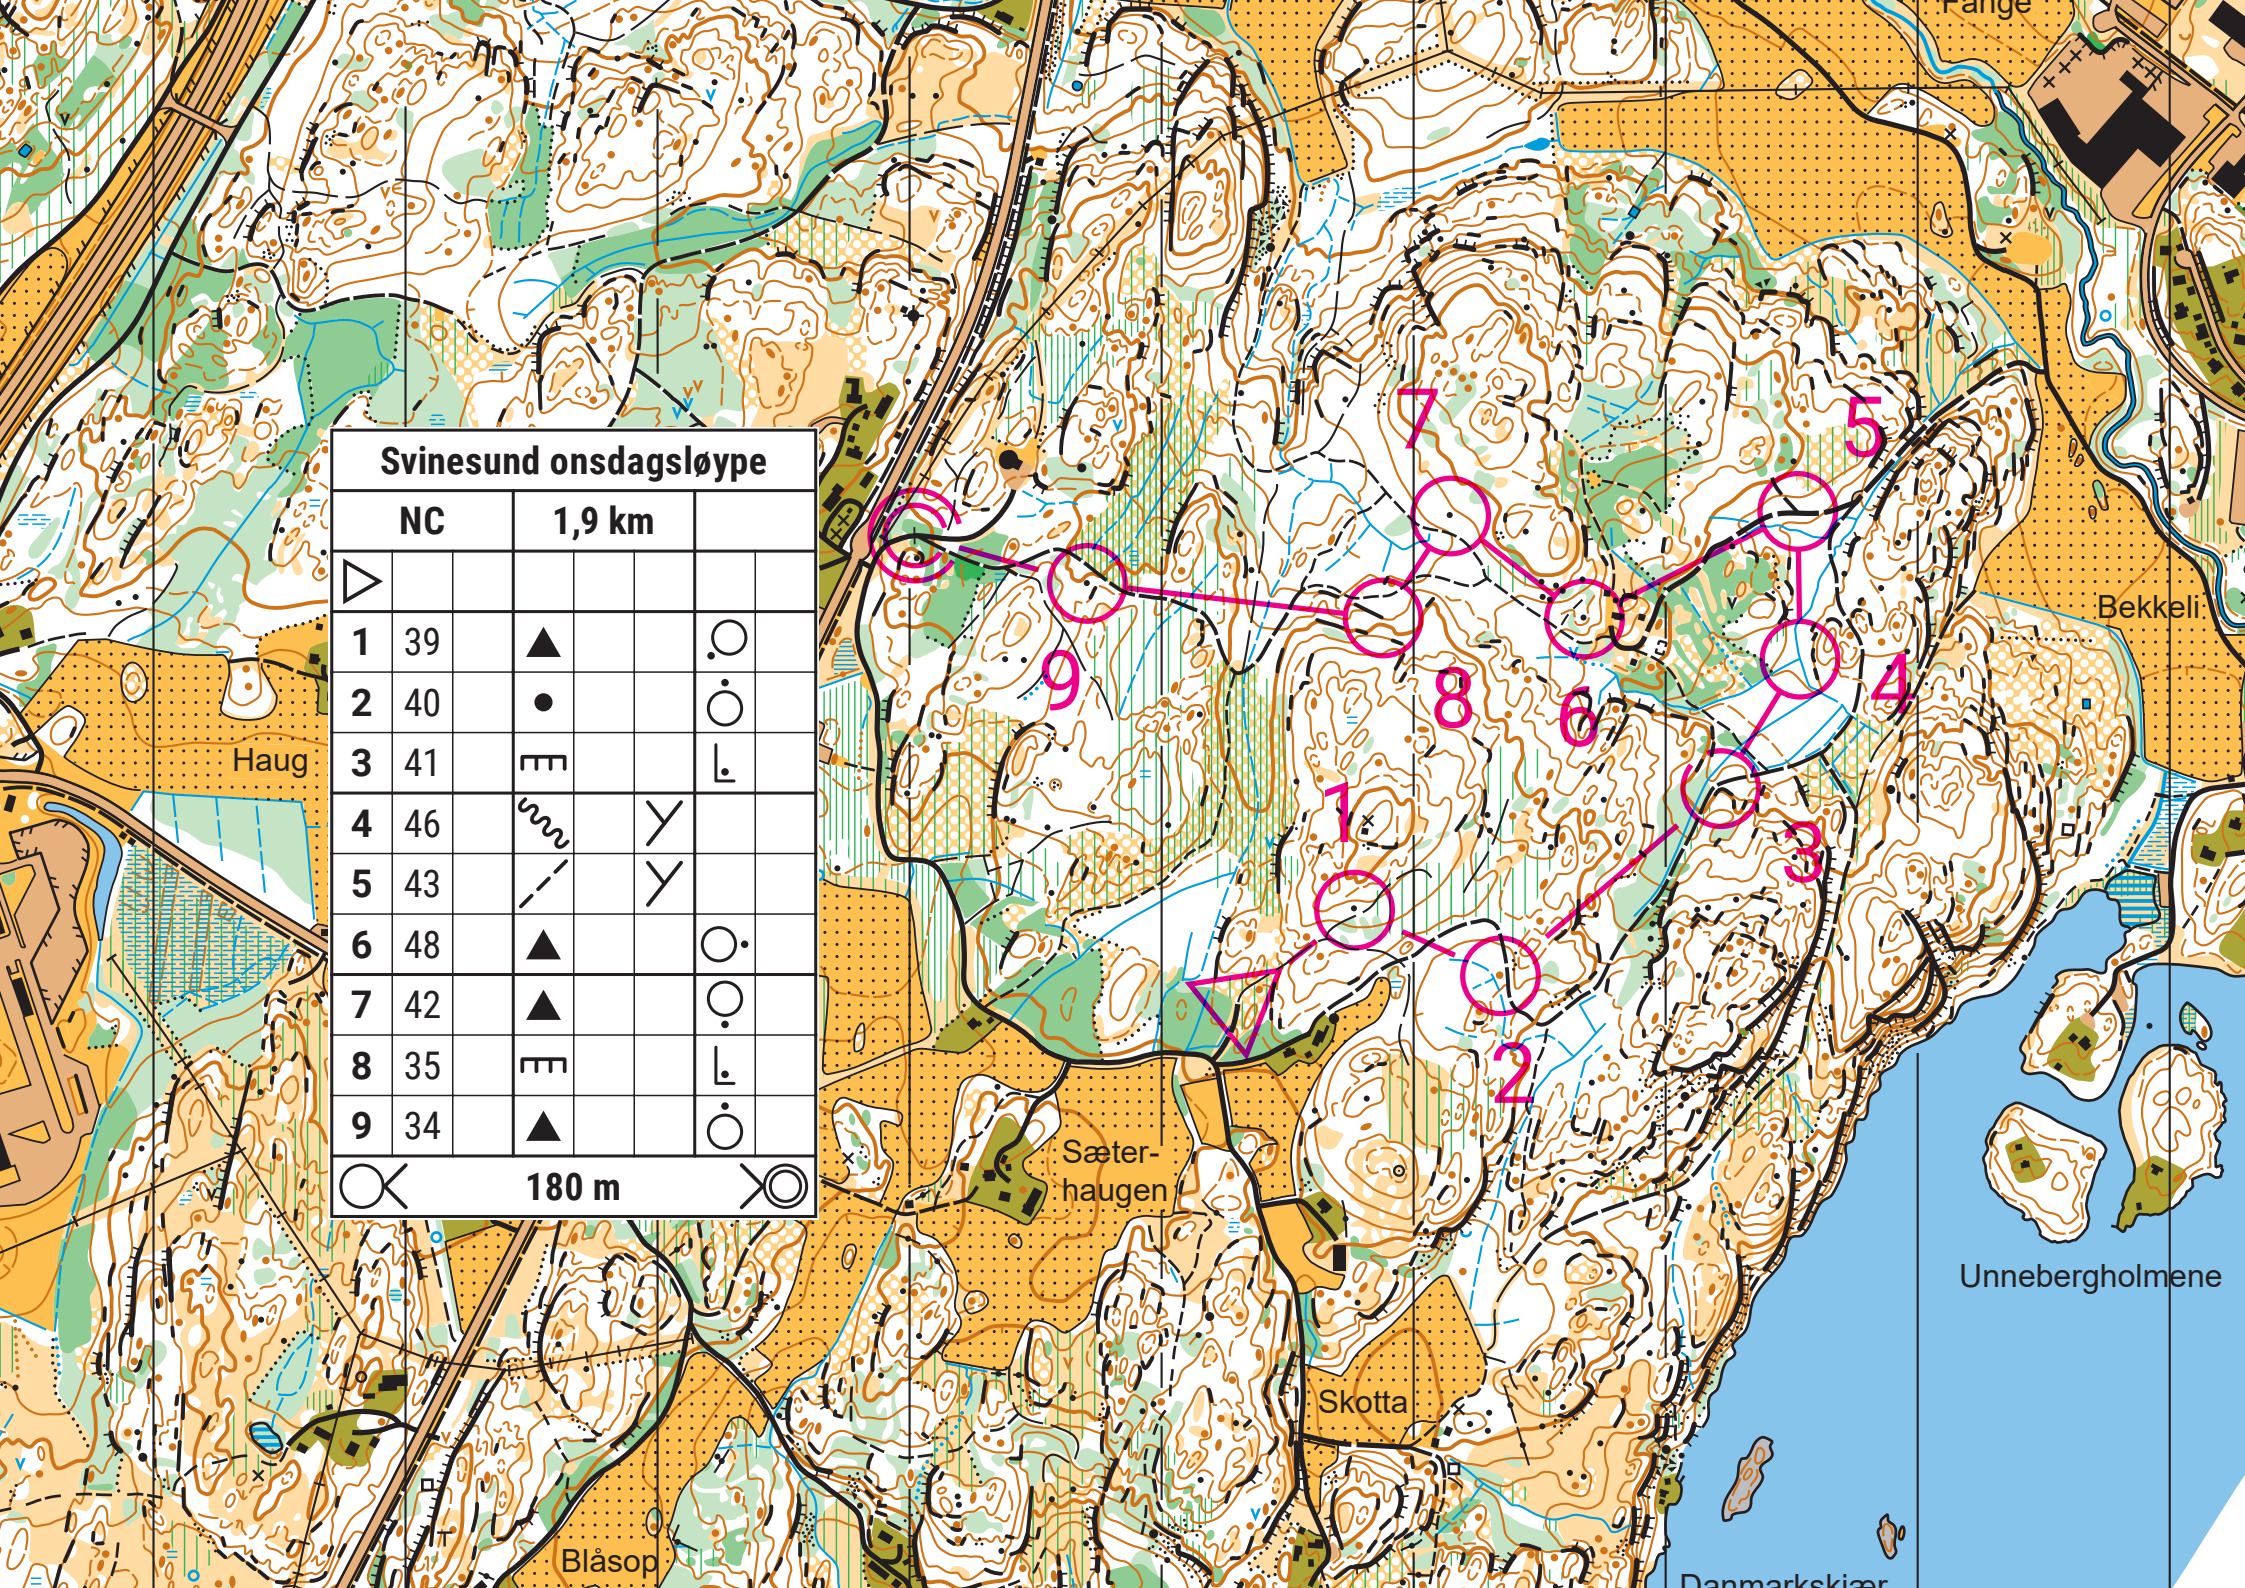 Fange
Svinesund onsdagsløype
NC 1,9 km
1 39
2 40
3 41
4 46
5 43
6 48
7 42
8 35
9 34
180 m
7
5
Bekkeli
9
8
6
4
Haug
1
3
2
Sæter-
haugen
Unnebergholmene
Skotta
Blåsop
Danmarkskjær